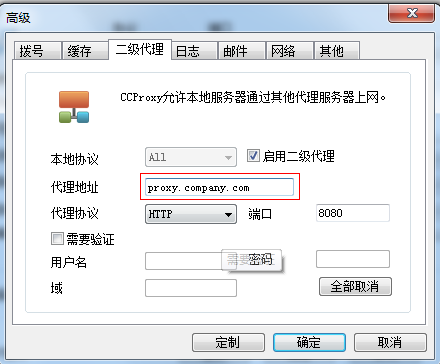 高级
拨号 缓存 二级代理 日志 邮件 网络 其他
CCProxy允许本地服务器通过其他代理服务器上网。
本地协议 All 启用二级代理
代理地址 proxy.company.com
代理协议 HTTP 端口 8080
需要验证
用户名 密码
域 全部取消
定制 确定 取消